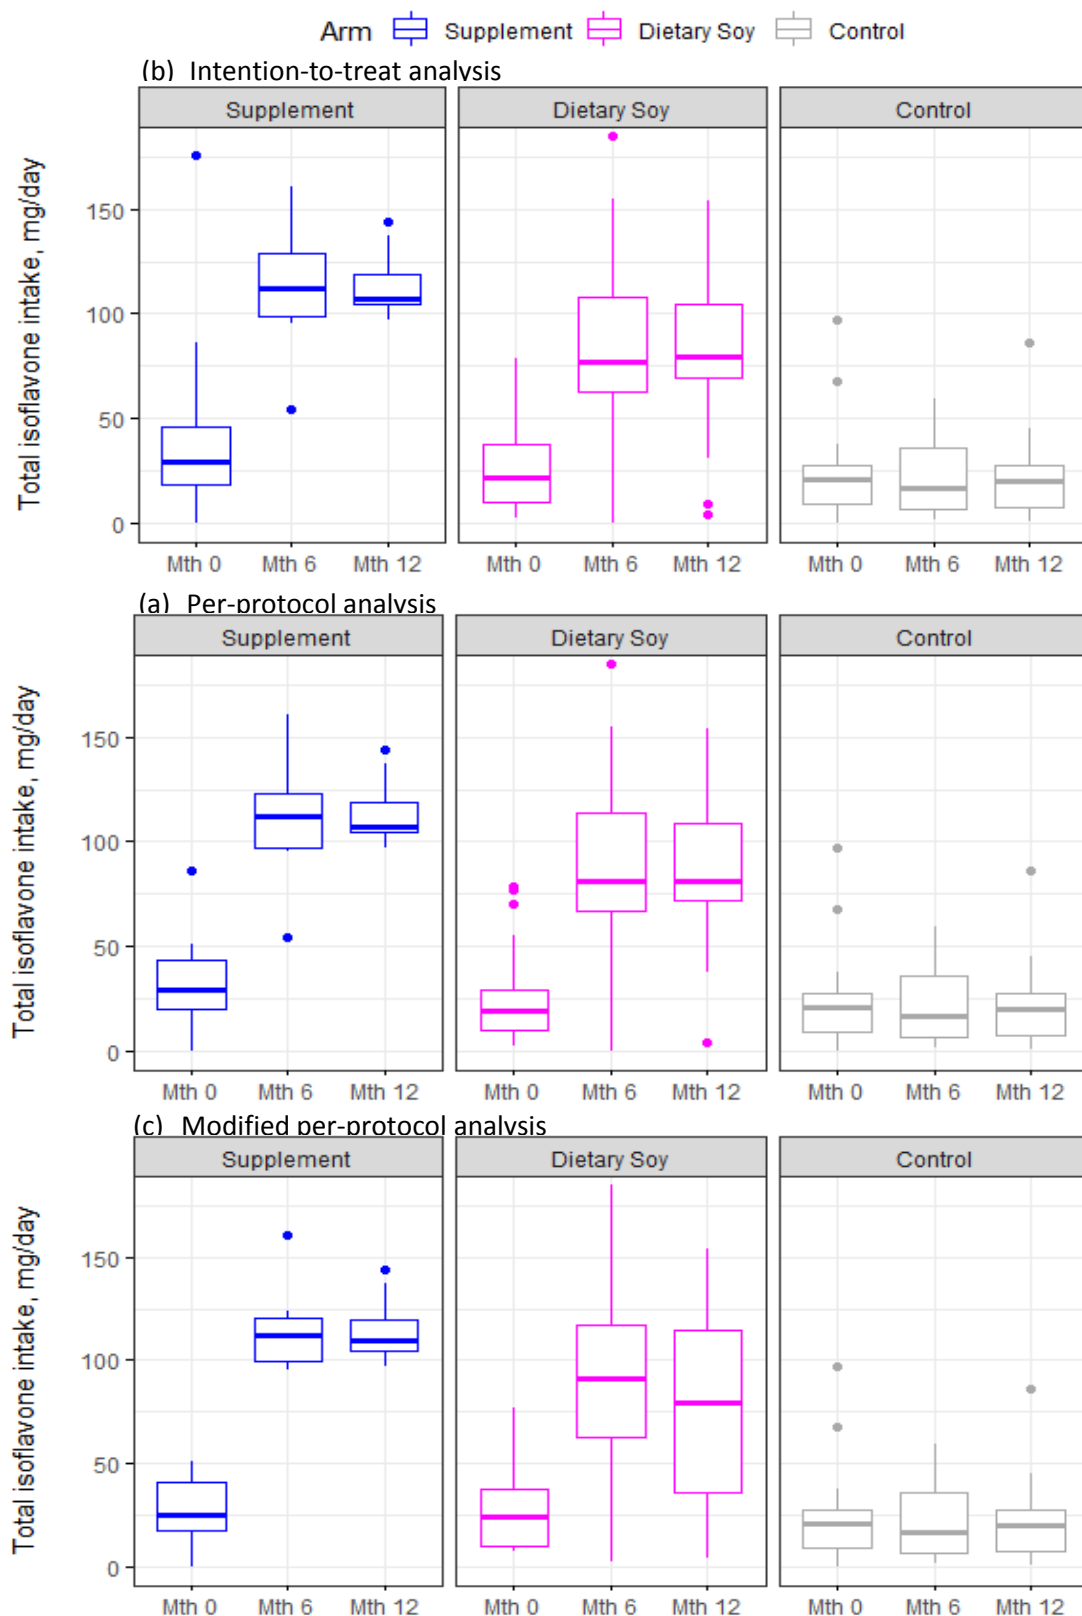 Arm Supplement Dietary Soy Control
(b) Intention-to-treat analysis
Supplement Dietary Soy Control
Total isoflavone intake, mg/day
150
100
50
0
Mth 0 Mth 6 Mth 12 Mth 0 Mth 6 Mth 12 Mth 0 Mth 6 Mth 12
(a) Per-protocol analysis
Supplement Dietary Soy Control
Total isoflavone intake, mg/day
150
100
50
0
Mth 0 Mth 6 Mth 12 Mth 0 Mth 6 Mth 12 Mth 0 Mth 6 Mth 12
(c) Modified per-protocol analysis
Supplement Dietary Soy Control
Total isoflavone intake, mg/day
150
100
50
0
Mth 0 Mth 6 Mth 12 Mth 0 Mth 6 Mth 12 Mth 0 Mth 6 Mth 12